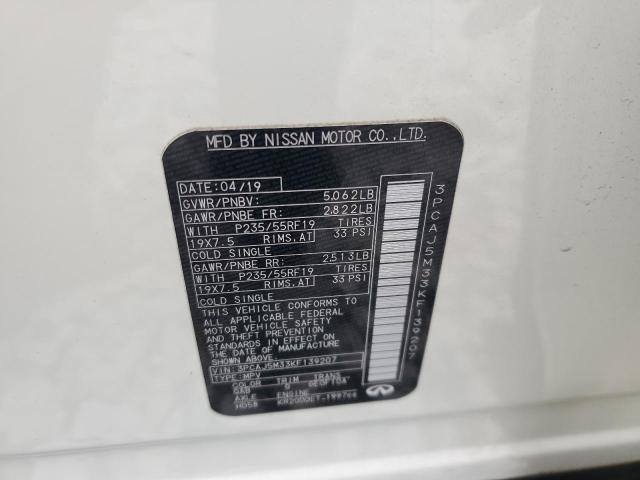 MFD BY NISSAN MOTOR CO.,LTD.
DATE:04/19
GVWR/PNBV: 5,062LB
GAWR/PNBE FR: 2,822LB
WITH P235/55RF19 TIRES
19X7.5 RIMS,AT 33 PSI
COLD SINGLE
GAWR/PNBE RR: 2,513LB
WITH P235/55RF19 TIRES
19X7.5 RIMS,AT 33 PSI
COLD SINGLE
THIS VEHICLE CONFORMS TO
ALL APPLICABLE FEDERAL
MOTOR VEHICLE SAFETY
AND THEFT PREVENTION
STANDARDS IN EFFECT ON
THE DATE OF MANUFACTURE
SHOWN ABOVE.
VIN: 3PCAJ5M33KF139207
TYPE:MPV
COLOR TRIM TRANS
QAB G
AXLE ENGINE
HD58 KR20DDET-1997cc
3PCAJ5M33KF139207